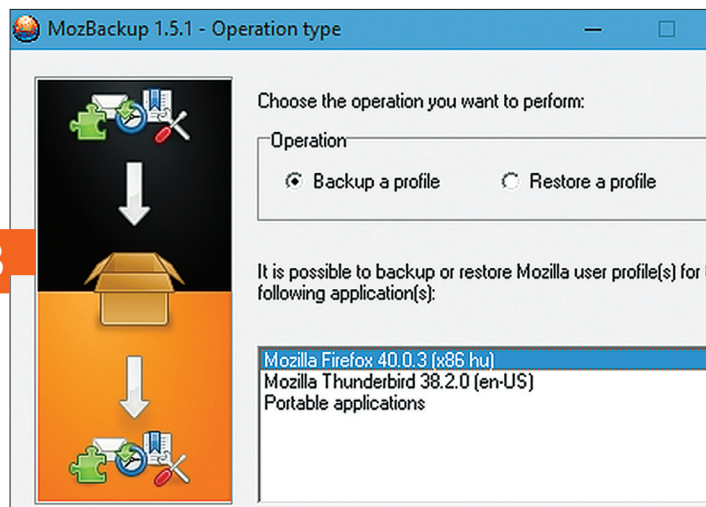 MozBackup 1.5.1 - Operation type
Choose the operation you want to perform:
Operation
Backup a profile
Restore a profile
It is possible to backup or restore Mozilla user profile(s) for
following application(s):
Mozilla Firefox 40.0.3 (x86 hu)
Mozilla Thunderbird 38.2.0 (en-US)
Portable applications